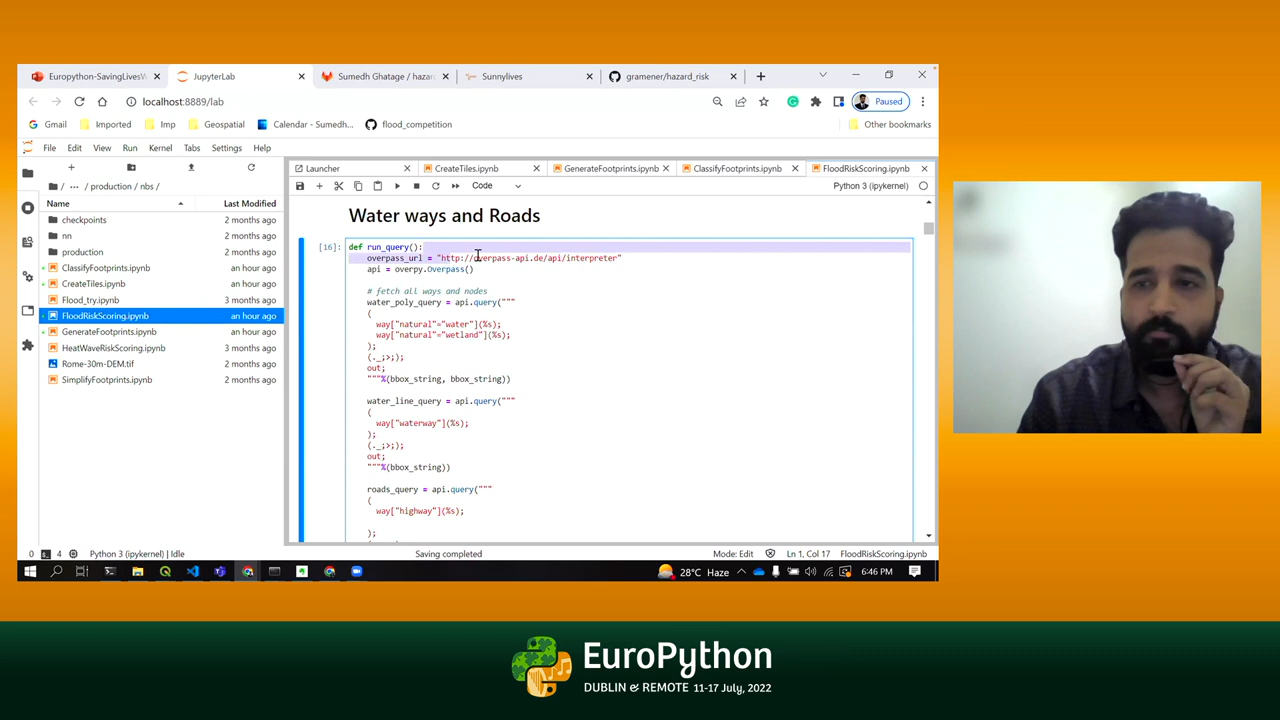 Europython-SavingLivesW
JupyterLab
Sumedh Ghatage / hazar
Sunnylives
gramener/hazard_risk
localhost:8889/lab
Paused
Gmail
Imported
Imp
Geospatial
Calendar - Sumedh...
flood_competition
Other bookmarks
File Edit View Run Kernel Tabs Settings Help
Launcher
CreateTiles.ipynb
GenerateFootprints.ipynb
ClassifyFootprints.ipynb
FloodRiskScoring.ipynb
/ ··· / production / nbs /
Code
Python 3 (ipykernel)
Name Last Modified
checkpoints 2 months ago
nn 2 months ago
production 2 months ago
ClassifyFootprints.ipynb an hour ago
CreateTiles.ipynb an hour ago
Flood_try.ipynb 3 months ago
FloodRiskScoring.ipynb an hour ago
GenerateFootprints.ipynb an hour ago
HeatWaveRiskScoring.ipynb 3 months ago
Rome-30m-DEM.tif 2 months ago
SimplifyFootprints.ipynb 2 months ago
Water ways and Roads
[16]: def run_query():
overpass_url = "http://overpass-api.de/api/interpreter"
api = overpy.Overpass()
# fetch all ways and nodes
water_poly_query = api.query("""
(
way["natural"="water"](%s);
way["natural"="wetland"](%s);
);
(._;>;);
out;
"""%(bbox_string, bbox_string))
water_line_query = api.query("""
(
way["waterway"](%s);
);
(._;>;);
out;
"""%(bbox_string))
roads_query = api.query("""
(
way["highway"](%s);
);
0 4 Python 3 (ipykernel) | Idle
Saving completed
Mode: Edit
Ln 1, Col 17
FloodRiskScoring.ipynb
28°C Haze
6:46 PM
EuroPython
DUBLIN & REMOTE 11-17 July, 2022